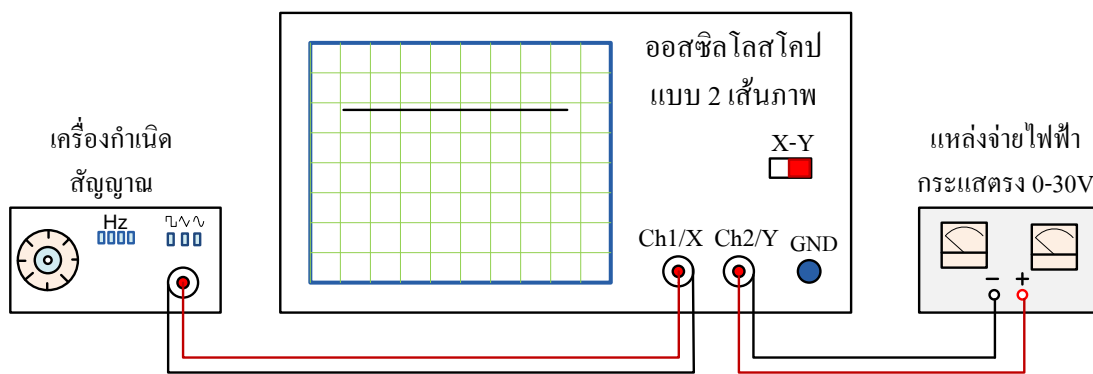 ออสซิลโลสโคป
แบบ 2 เส้นภาพ
เครื่องกำเนิด
สัญญาณ
X-Y
แหล่งจ่ายไฟฟ้า
กระแสตรง 0-30V
Hz
Ch1/X Ch2/Y GND
− +